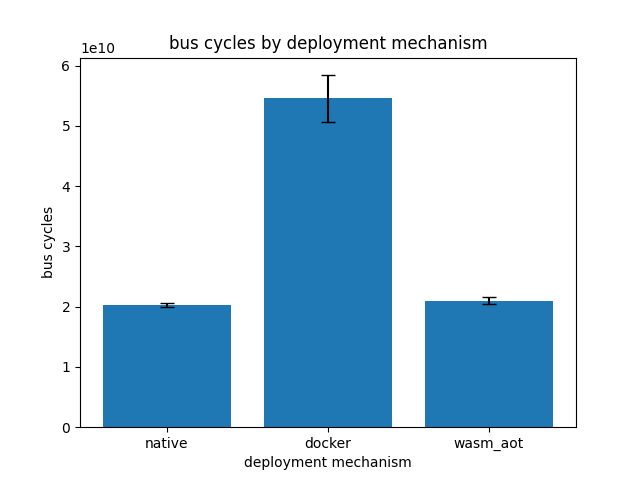 bus cycles by deployment mechanism
1e10
6
5
4
3
2
1
0
bus cycles
native docker wasm_aot
deployment mechanism